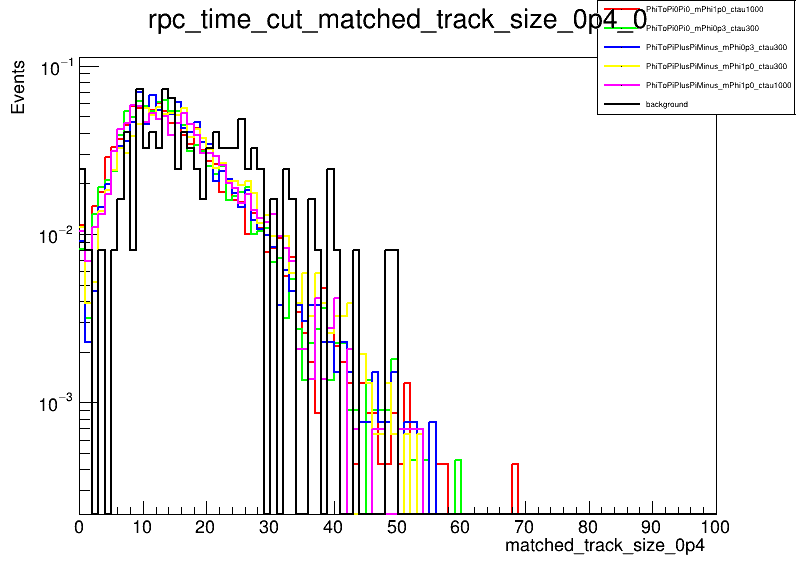 rpc_time_cut_matched_track_size_0p4_0
PhiToPi0Pi0_mPhi1p0_ctau1000
PhiToPi0Pi0_mPhi0p3_ctau300
PhiToPiPlusPiMinus_mPhi0p3_ctau300
PhiToPiPlusPiMinus_mPhi1p0_ctau300
PhiToPiPlusPiMinus_mPhi1p0_ctau1000
background
Events
10⁻¹
10⁻²
10⁻³
0 10 20 30 40 50 60 70 80 90 100
matched_track_size_0p4